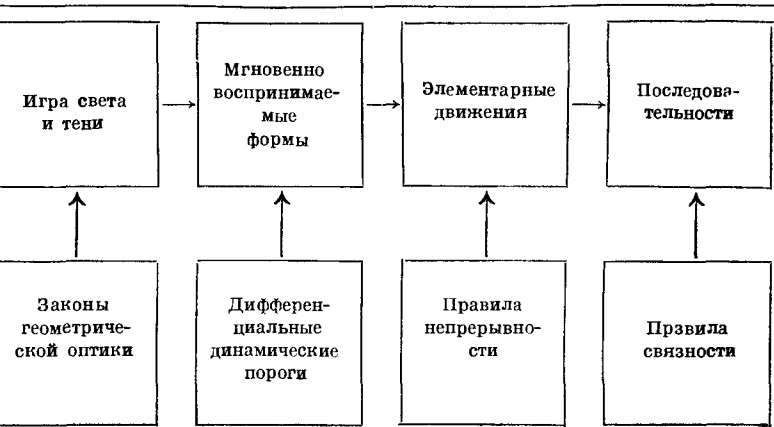 Игра света
и тени
Мгновенно
воспринимае-
мые
формы
Элементарные
движения
Последова-
тельности
Законы
геометриче-
ской оптики
Дифферен-
циальные
динамические
пороги
Правила
непрерывно-
сти
Прзвила
связности